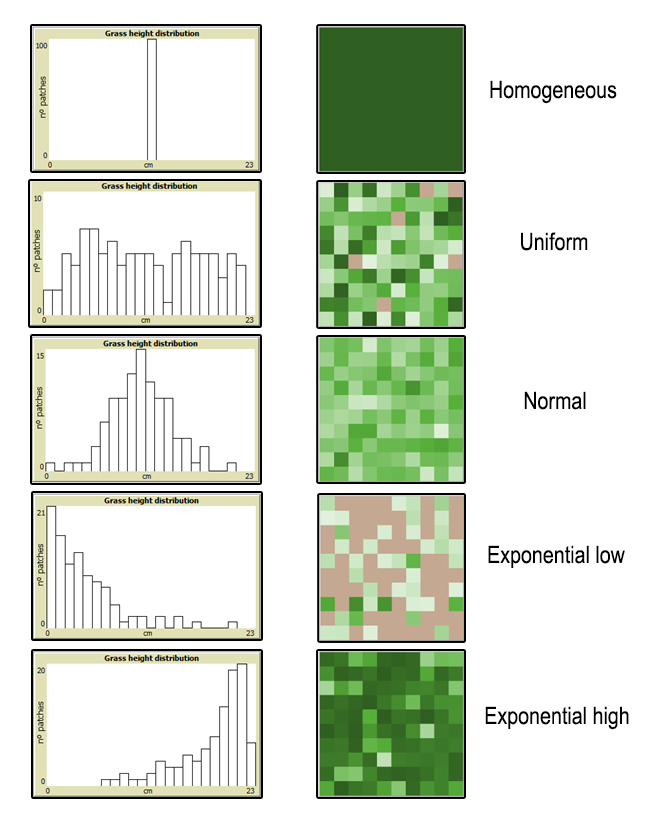 Grass height distribution
100
nº patches
0
0 cm 23
Homogeneous
Grass height distribution
10
nº patches
0
0 cm 23
Uniform
Grass height distribution
15
nº patches
0
0 cm 23
Normal
Grass height distribution
21
nº patches
0
0 cm 23
Exponential low
Grass height distribution
20
nº patches
0
0 cm 23
Exponential high